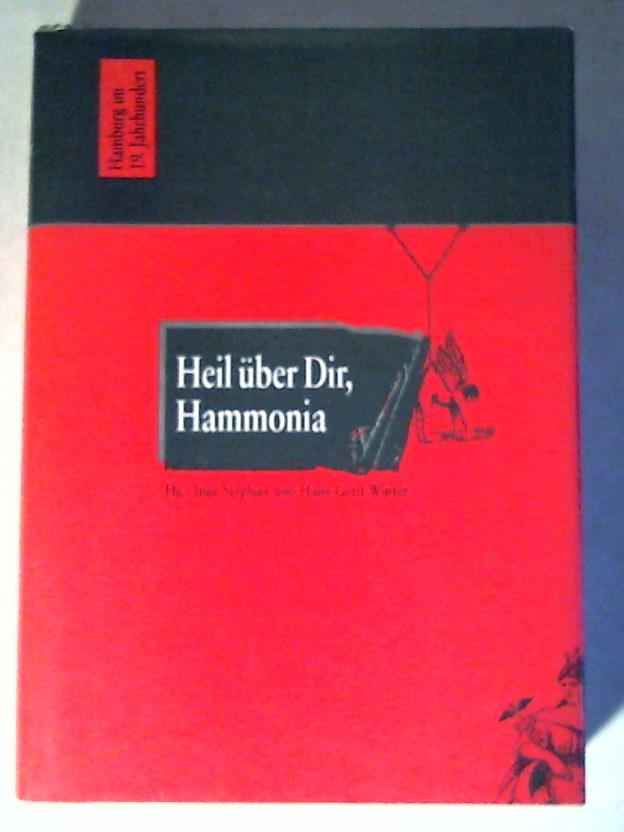 Hamburg im
19. Jahrhundert
Heil über Dir,
Hammonia
Hg. Inge Stephan und Hans-Gerd Winter